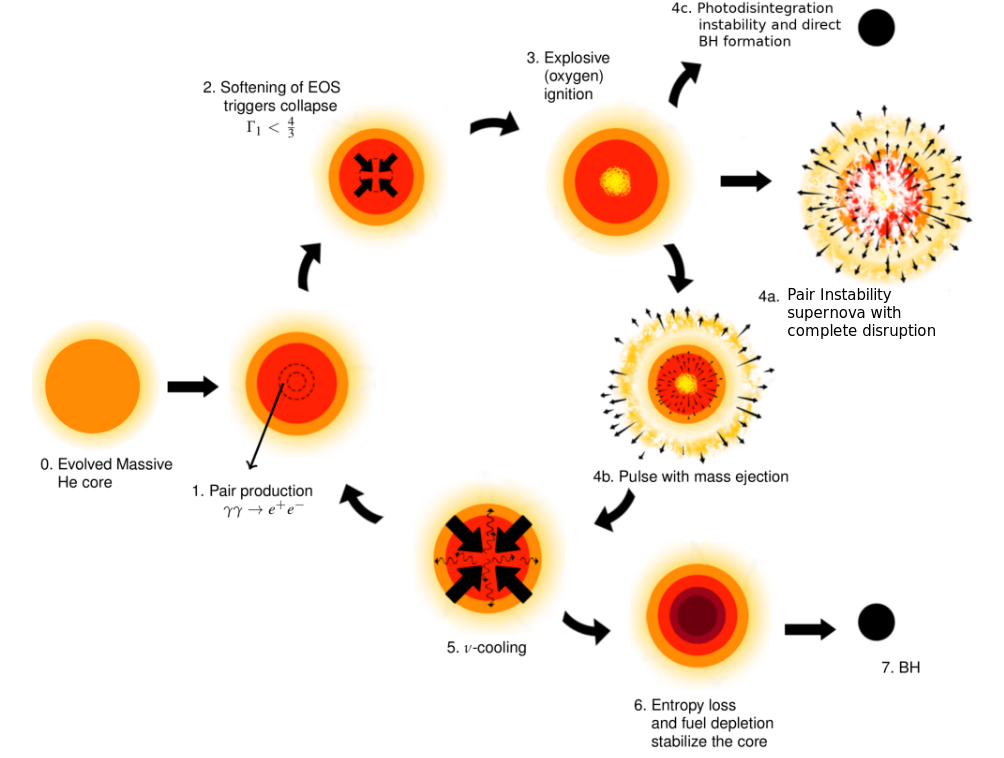 4c. Photodisintegration
instability and direct
BH formation
3. Explosive
(oxygen)
ignition
2. Softening of EOS
triggers collapse
Γ₁ < 4/3
4a. Pair Instability
supernova with
complete disruption
0. Evolved Massive
He core
1. Pair production
γγ → e⁺e⁻
4b. Pulse with mass ejection
5. ν-cooling
7. BH
6. Entropy loss
and fuel depletion
stabilize the core